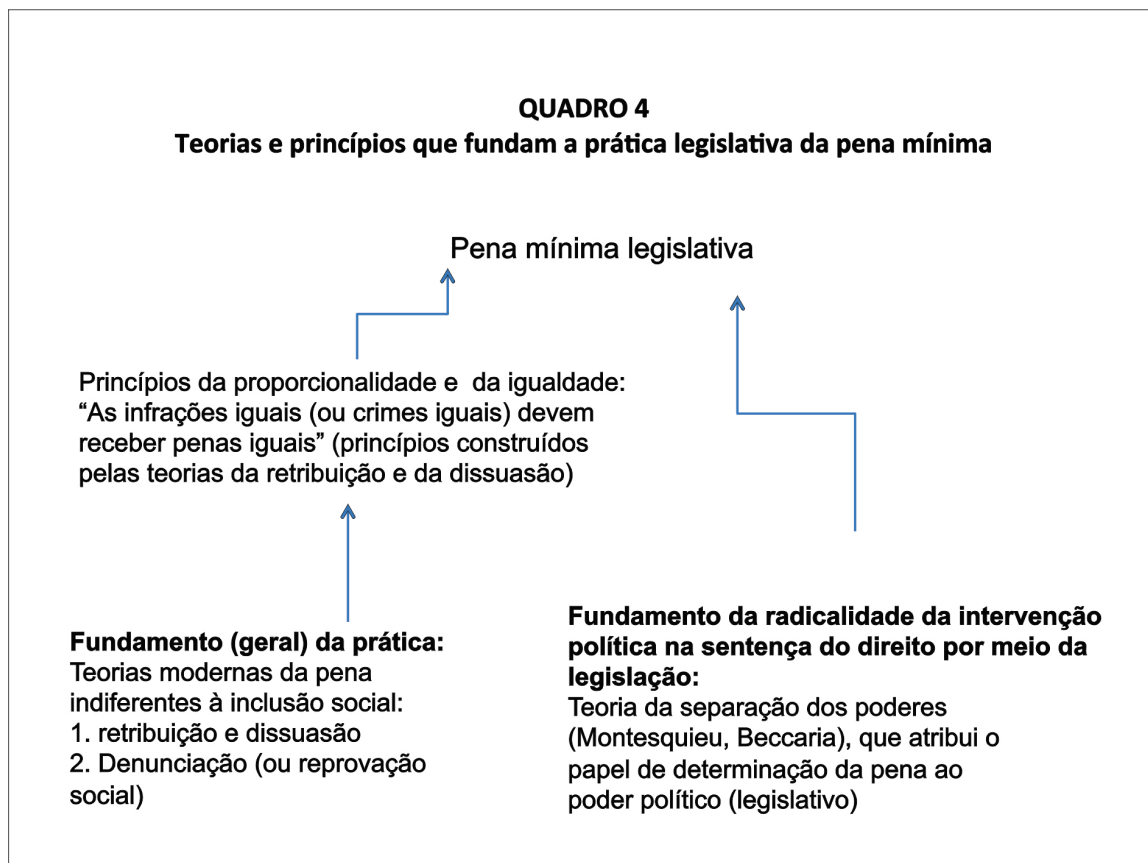 QUADRO 4
Teorias e princípios que fundam a prática legislativa da pena mínima
Pena mínima legislativa
Princípios da proporcionalidade e da igualdade:
“As infrações iguais (ou crimes iguais) devem
receber penas iguais” (princípios construídos
pelas teorias da retribuição e da dissuasão)
Fundamento (geral) da prática:
Teorias modernas da pena
indiferentes à inclusão social:
1. retribuição e dissuasão
2. Denunciação (ou reprovação
social)
Fundamento da radicalidade da intervenção
política na sentença do direito por meio da
legislação:
Teoria da separação dos poderes
(Montesquieu, Beccaria), que atribui o
papel de determinação da pena ao
poder político (legislativo)